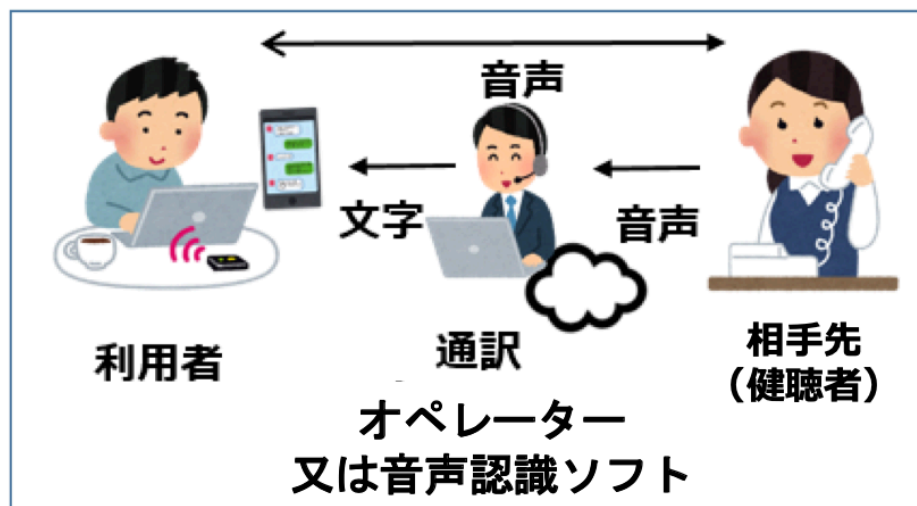 音声
文字
音声
利用者
通訳
相手先
（健聴者）
オペレーター
又は音声認識ソフト